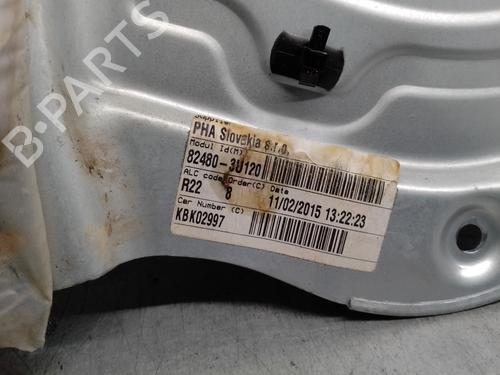 B-PARTS
Supplier
PHA Slovakia s.r.o.
Modul Id(M)
82480-3U120
ALC code Order(C) Date
R22 8 11/02/2015 13:22:23
Car Number (C)
KBK02997